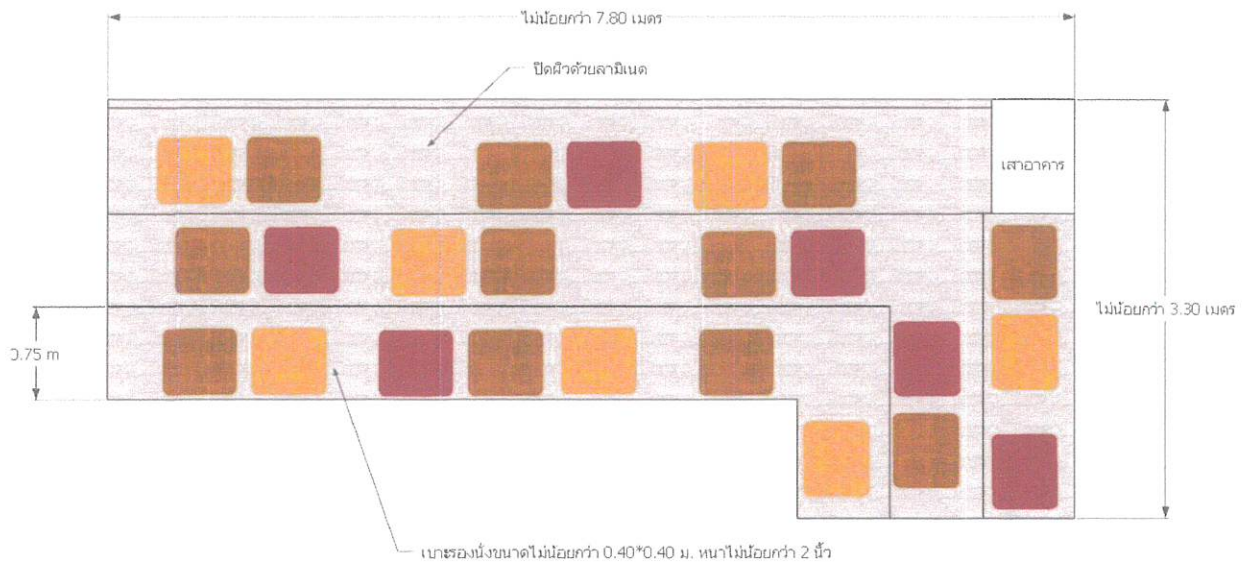 ไม่น้อยกว่า 7.80 เมตร
ปิดผิวด้วยลามิเนต
เสาอาคาร
ไม่น้อยกว่า 3.30 เมตร
0.75 m
เบาะรองนั่งขนาดไม่น้อยกว่า 0.40*0.40 ม. หนาไม่น้อยกว่า 2 นิ้ว